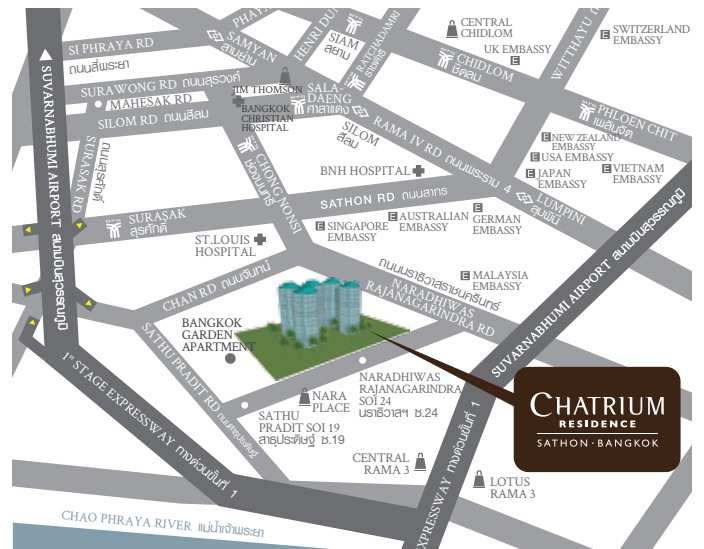 PHAYA
HENRI DUNANT
SI PHRAYA RD
ถนนสี่พระยา
SAMYAN
สามย่าน
SIAM
สยาม
RATCHADAMRI
ราชดำริ
CENTRAL
CHIDLOM
UK EMBASSY
E
CHIDLOM
ชิดลม
WITTHAYU
E SWITZERLAND
EMBASSY
PHLOEN CHIT
เพลินจิต
SURAWONG RD ถนนสุรวงศ์
JIM THOMSON
MAHESAK RD
SALA-
DAENG
ศาลาแดง
BANGKOK
CHRISTIAN
HOSPITAL
SILOM RD ถนนสีลม
SILOM
สีลม
RAMA IV RD ถนนพระราม 4
LUMPINI
ลุมพินี
E NEW ZEALAND
EMBASSY
E USA EMBASSY
E JAPAN
EMBASSY
E VIETNAM
EMBASSY
SURASAK RD
ถนนสุรศักดิ์
CHONG NONSI
ช่องนนทรี
BNH HOSPITAL
SATHON RD ถนนสาทร
SURASAK
สุรศักดิ์
E SINGAPORE
EMBASSY
E AUSTRALIAN
EMBASSY
E GERMAN
EMBASSY
ST.LOUIS
HOSPITAL
E MALAYSIA
EMBASSY
SUVARNABHUMI AIRPORT สนามบินสุวรรณภูมิ
SUVARNABHUMI AIRPORT สนามบินสุวรรณภูมิ
CHAN RD ถนนจันทน์
ถนนนราธิวาสราชนครินทร์
NARADHIWAS
RAJANAGARINDRA RD
BANGKOK
GARDEN
APARTMENT
SATHU PRADIT RD ถนนสาธุประดิษฐ์
NARA
PLACE
NARADHIWAS
RAJANAGARINDRA
SOI 24
นราธิวาสฯ ซ.24
SATHU
PRADIT SOI 19
สาธุประดิษฐ์ ซ.19
CHATRIUM
RESIDENCE
SATHON · BANGKOK
1st STAGE EXPRESSWAY ทางด่วนขั้นที่ 1
EXPRESSWAY ทางด่วนขั้นที่ 1
CENTRAL
RAMA 3
LOTUS
RAMA 3
CHAO PHRAYA RIVER แม่น้ำเจ้าพระยา